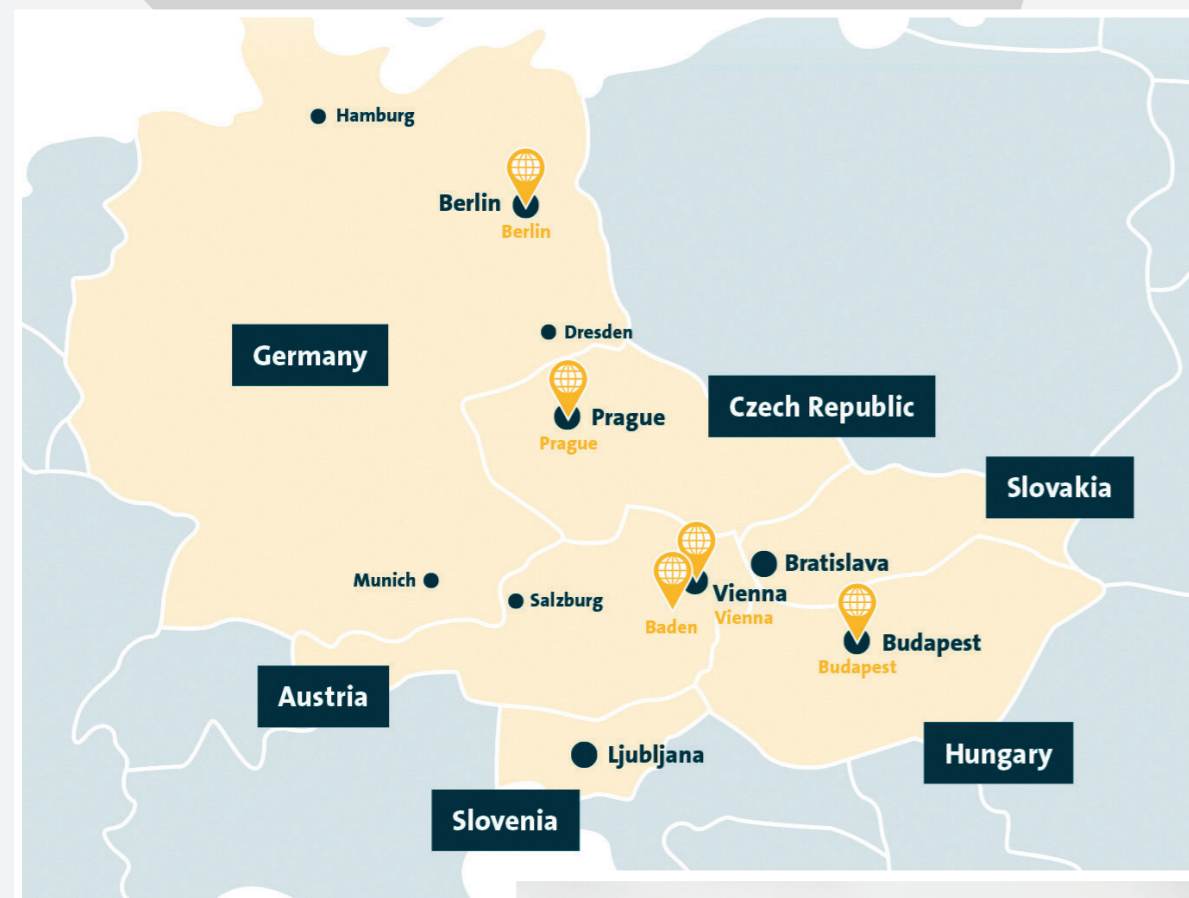 Hamburg
Berlin
Berlin
Dresden
Germany
Prague
Prague
Czech Republic
Slovakia
Bratislava
Munich
Salzburg
Vienna
Vienna
Baden
Budapest
Budapest
Austria
Ljubljana
Hungary
Slovenia